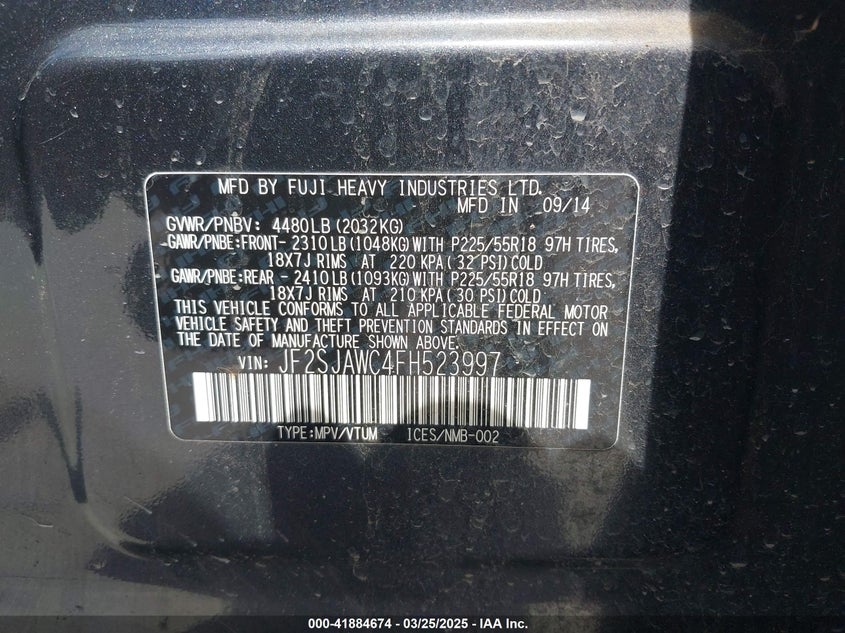 MFD BY FUJI HEAVY INDUSTRIES LTD.
MFD IN 09/14
GVWR/PNBV: 4480LB (2032KG)
GAWR/PNBE:FRONT- 2310 LB (1048KG) WITH P225/55R18 97H TIRES,
18X7J RIMS AT 220 KPA ( 32 PSI) COLD
GAWR/PNBE:REAR - 2410 LB (1093KG) WITH P225/55R18 97H TIRES,
18X7J RIMS AT 210 KPA ( 30 PSI) COLD
THIS VEHICLE CONFORMS TO ALL APPLICABLE FEDERAL MOTOR
VEHICLE SAFETY AND THEFT PREVENTION STANDARDS IN EFFECT ON
THE DATE OF MANUFACTURE SHOWN ABOVE.
VIN: JF2SJAWC4FH523997
TYPE:MPV/VTUM ICES/NMB-002
000-41884674 - 03/25/2025 - IAA Inc.